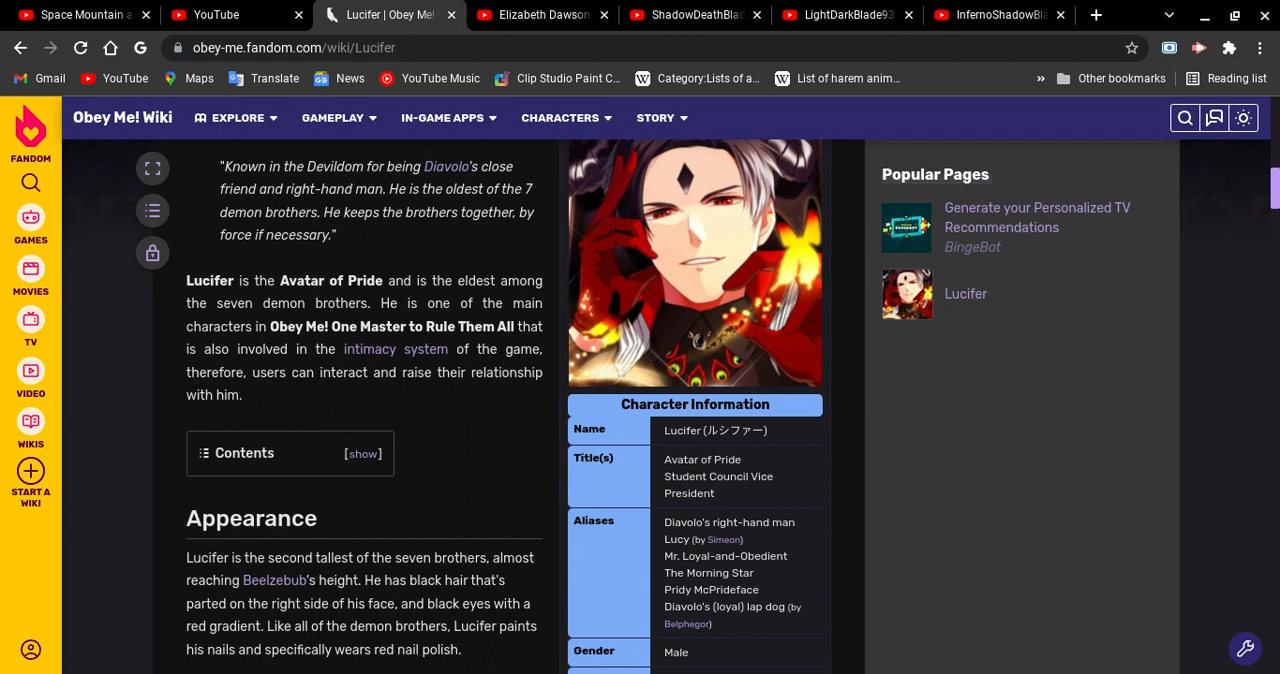 Space Mountain a
YouTube
Lucifer | Obey Me!
Elizabeth Dawson
ShadowDeathBlad
LightDarkBlade93
InfernoShadowBla
obey-me.fandom.com/wiki/Lucifer
Gmail
YouTube
Maps
Translate
News
YouTube Music
Clip Studio Paint C...
Category:Lists of a...
List of harem anim...
»
Other bookmarks
Reading list
FANDOM
GAMES
MOVIES
TV
VIDEO
WIKIS
START A
WIKI
Obey Me! Wiki
EXPLORE
GAMEPLAY
IN-GAME APPS
CHARACTERS
STORY
"Known in the Devildom for being Diavolo's close
friend and right-hand man. He is the oldest of the 7
demon brothers. He keeps the brothers together, by
force if necessary."
Lucifer is the Avatar of Pride and is the eldest among
the seven demon brothers. He is one of the main
characters in Obey Me! One Master to Rule Them All that
is also involved in the intimacy system of the game,
therefore, users can interact and raise their relationship
with him.
Contents
[show]
Appearance
Lucifer is the second tallest of the seven brothers, almost
reaching Beelzebub's height. He has black hair that's
parted on the right side of his face, and black eyes with a
red gradient. Like all of the demon brothers, Lucifer paints
his nails and specifically wears red nail polish.
Character Information
Name
Lucifer (ルシファー)
Title(s)
Avatar of Pride
Student Council Vice
President
Aliases
Diavolo's right-hand man
Lucy (by Simeon)
Mr. Loyal-and-Obedient
The Morning Star
Pridy McPrideface
Diavolo's (loyal) lap dog (by
Belphegor)
Gender
Male
Popular Pages
Generate your Personalized TV
Recommendations
BingeBot
Lucifer